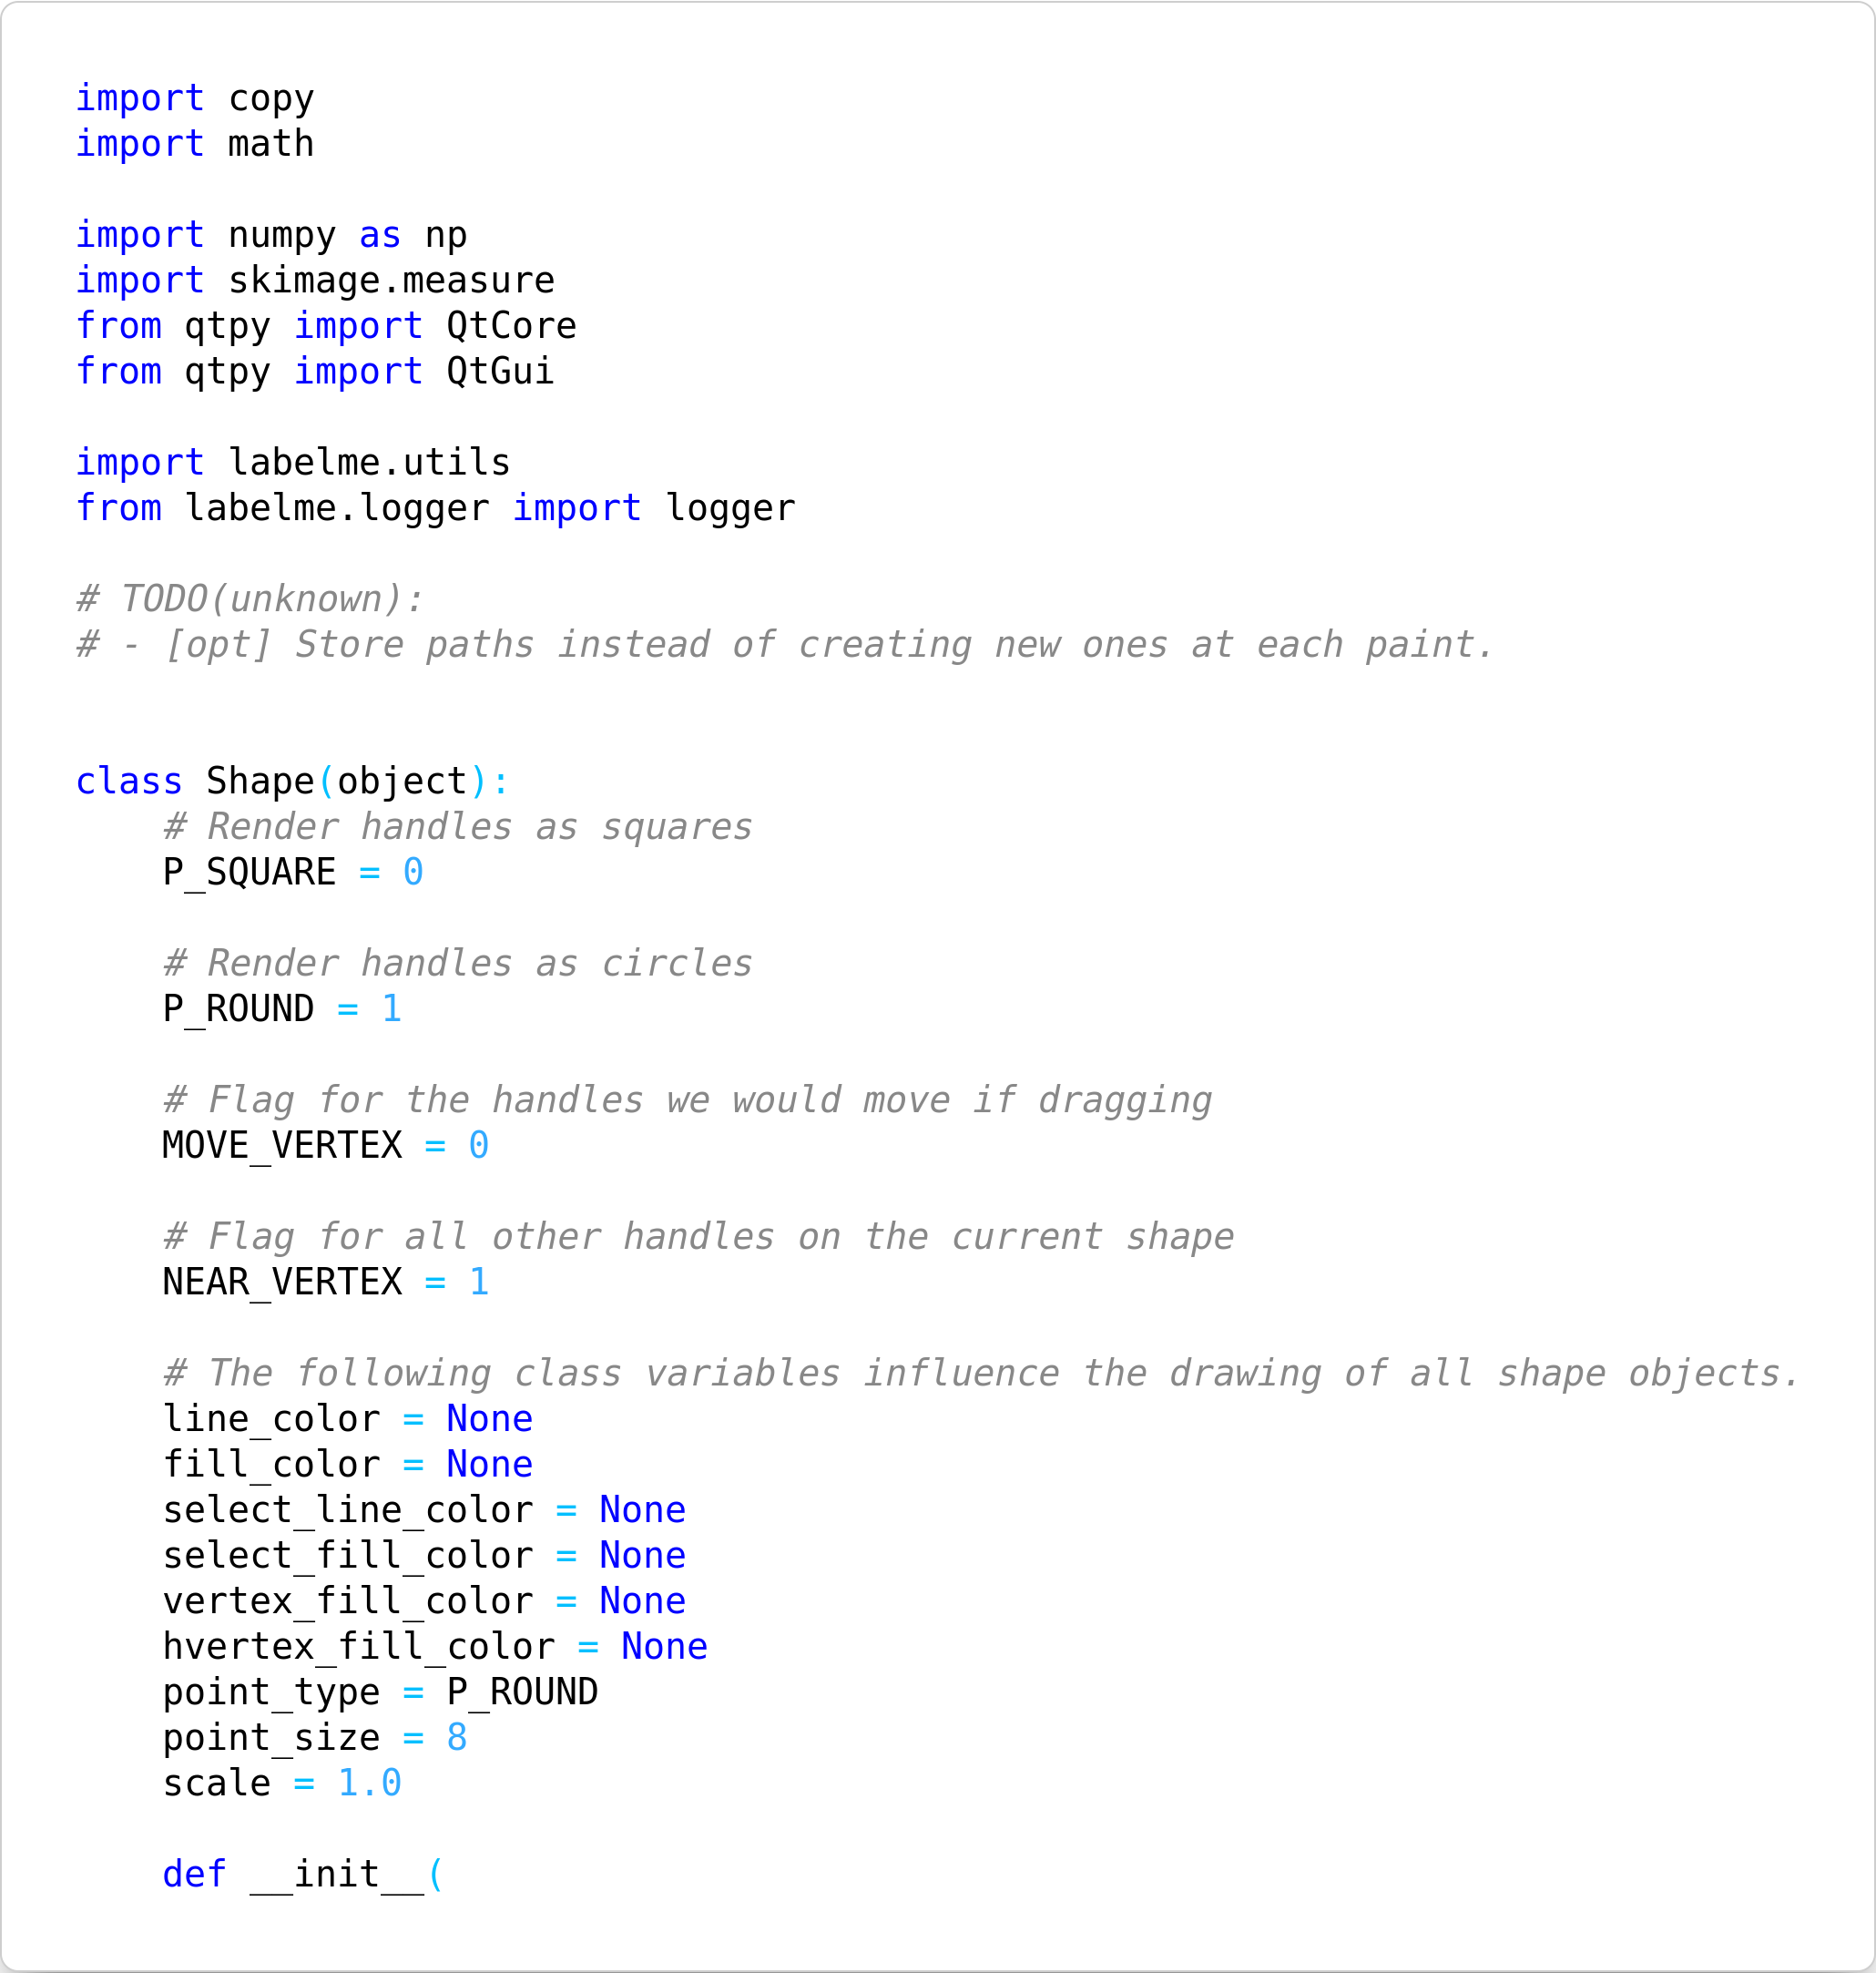 import copy
import math

import numpy as np
import skimage.measure
from qtpy import QtCore
from qtpy import QtGui

import labelme.utils
from labelme.logger import logger

# TODO(unknown):
# - [opt] Store paths instead of creating new ones at each paint.


class Shape(object):
    # Render handles as squares
    P_SQUARE = 0

    # Render handles as circles
    P_ROUND = 1

    # Flag for the handles we would move if dragging
    MOVE_VERTEX = 0

    # Flag for all other handles on the current shape
    NEAR_VERTEX = 1

    # The following class variables influence the drawing of all shape objects.
    line_color = None
    fill_color = None
    select_line_color = None
    select_fill_color = None
    vertex_fill_color = None
    hvertex_fill_color = None
    point_type = P_ROUND
    point_size = 8
    scale = 1.0

    def __init__(